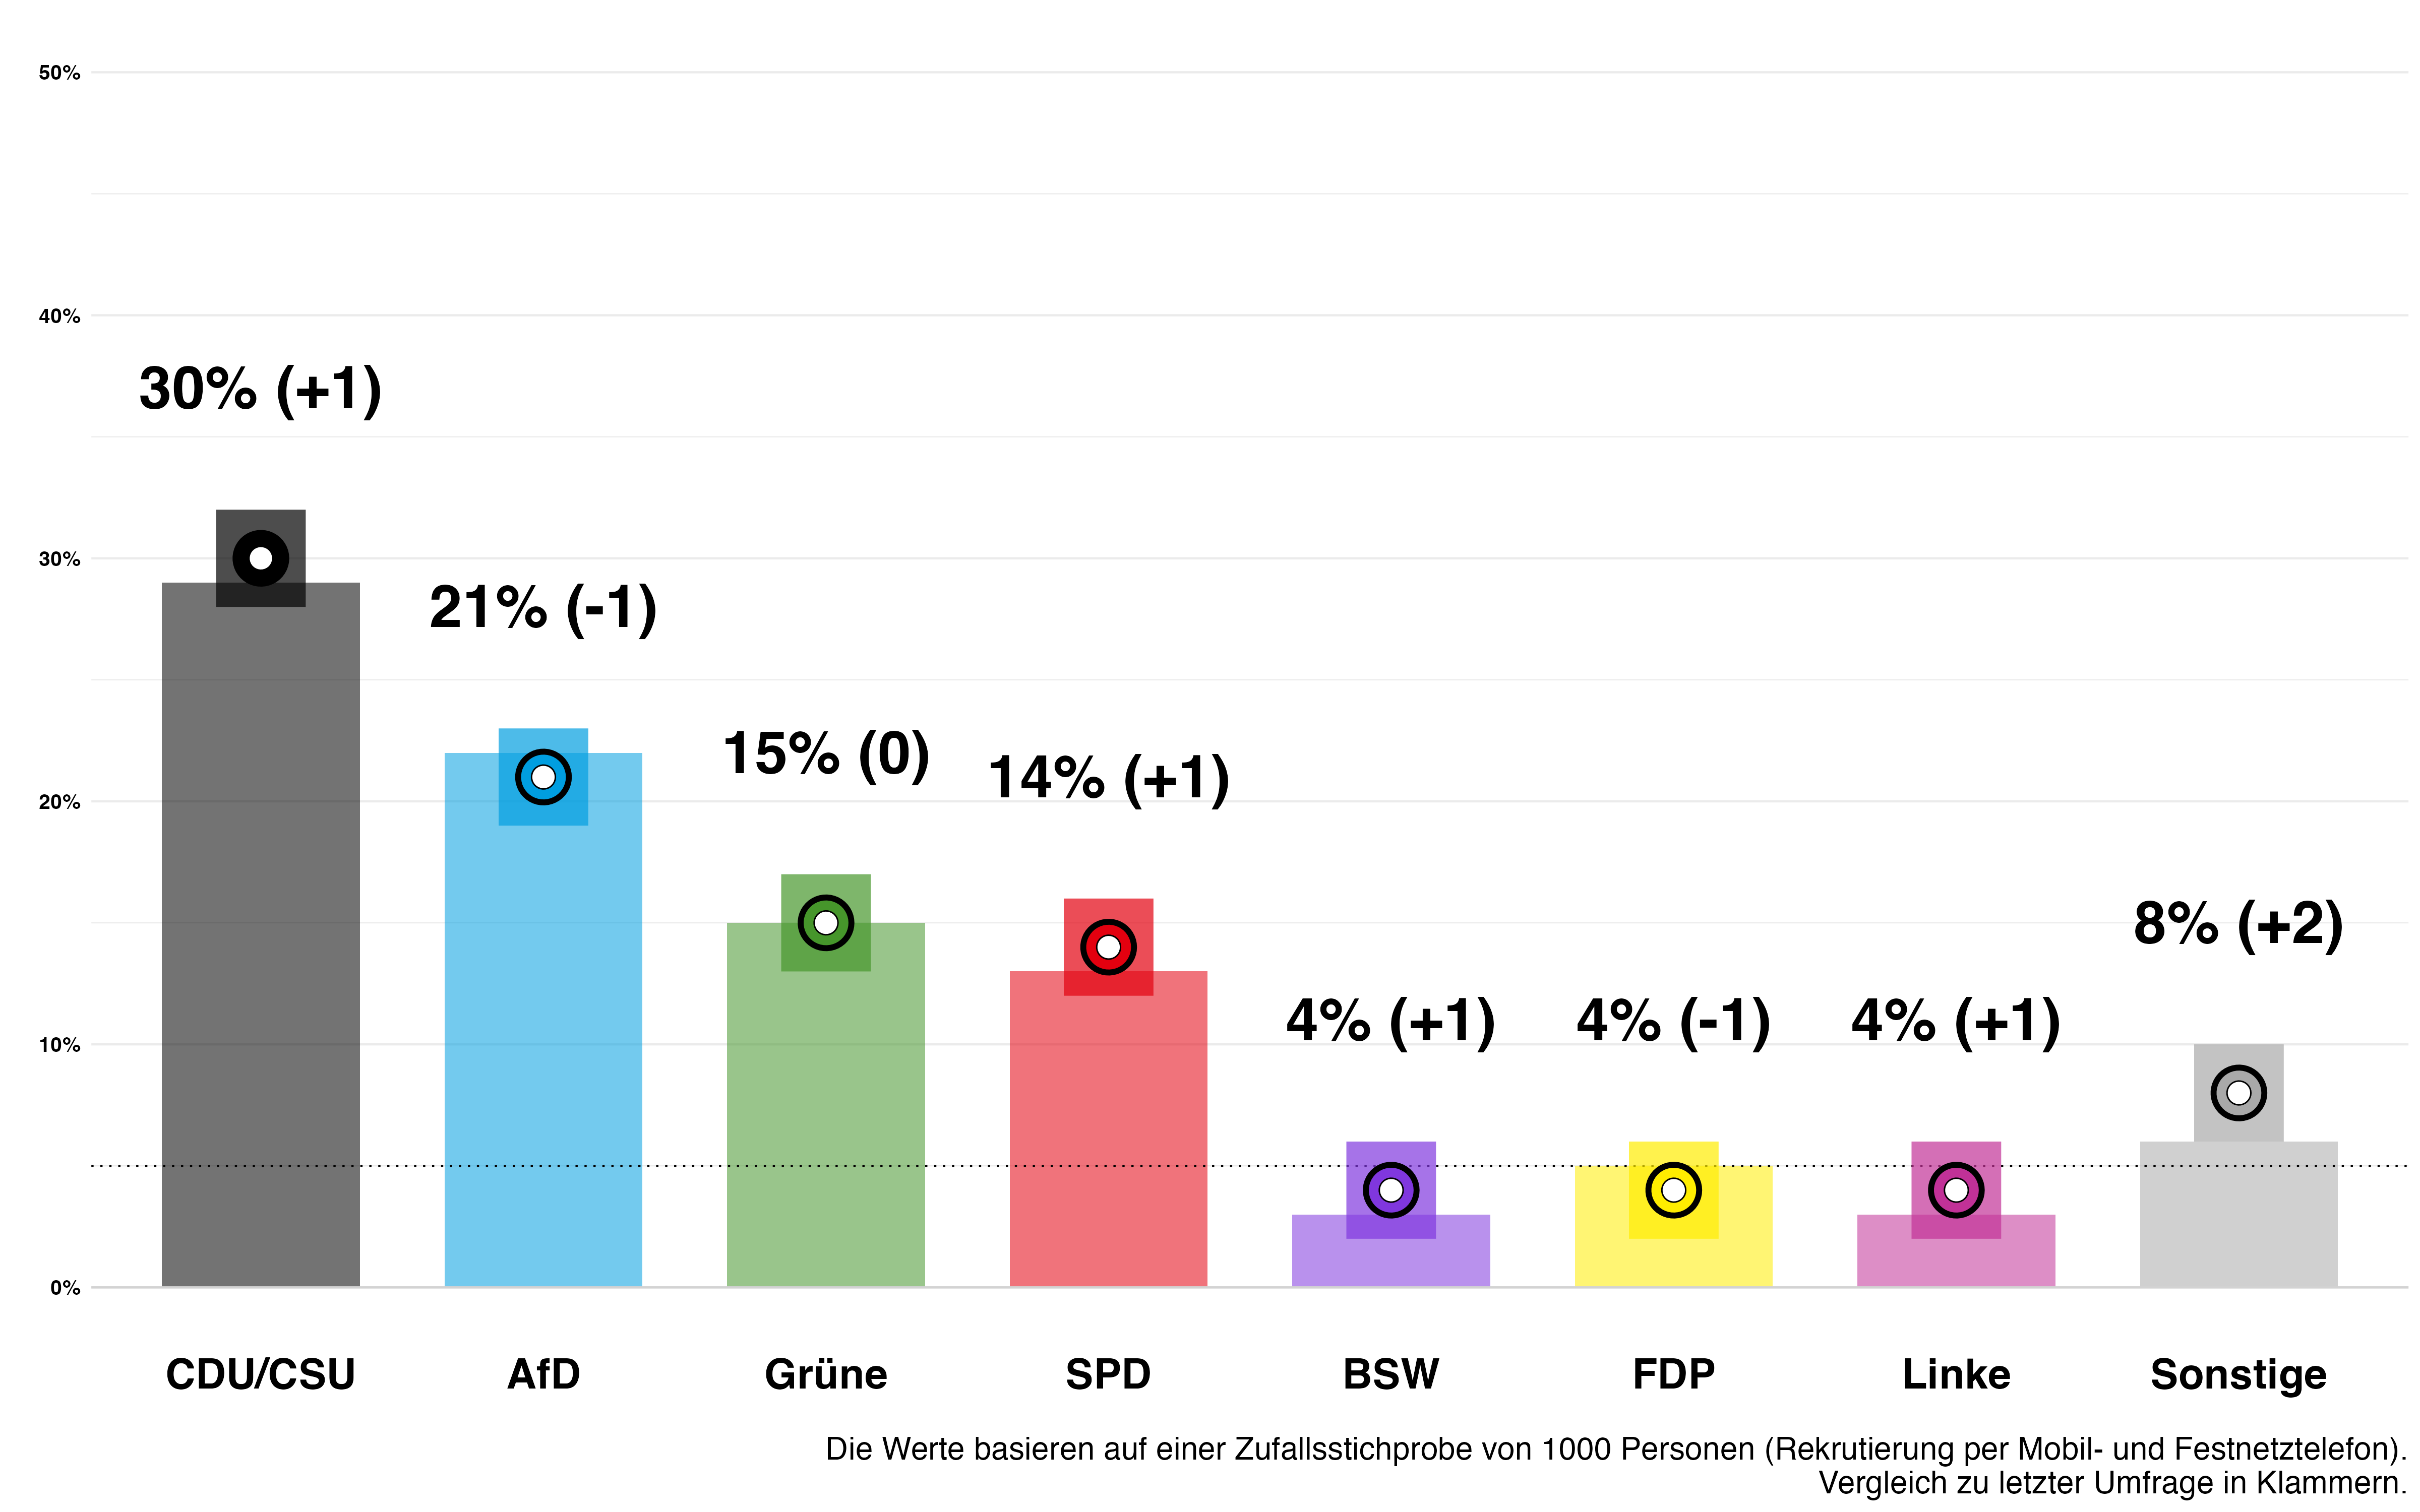 50%
40%
30%
20%
10%
0%
30% (+1)
21% (-1)
15% (0)
14% (+1)
4% (+1)
4% (-1)
4% (+1)
8% (+2)
CDU/CSU
AfD
Grüne
SPD
BSW
FDP
Linke
Sonstige
Die Werte basieren auf einer Zufallsstichprobe von 1000 Personen (Rekrutierung per Mobil- und Festnetztelefon).
Vergleich zu letzter Umfrage in Klammern.